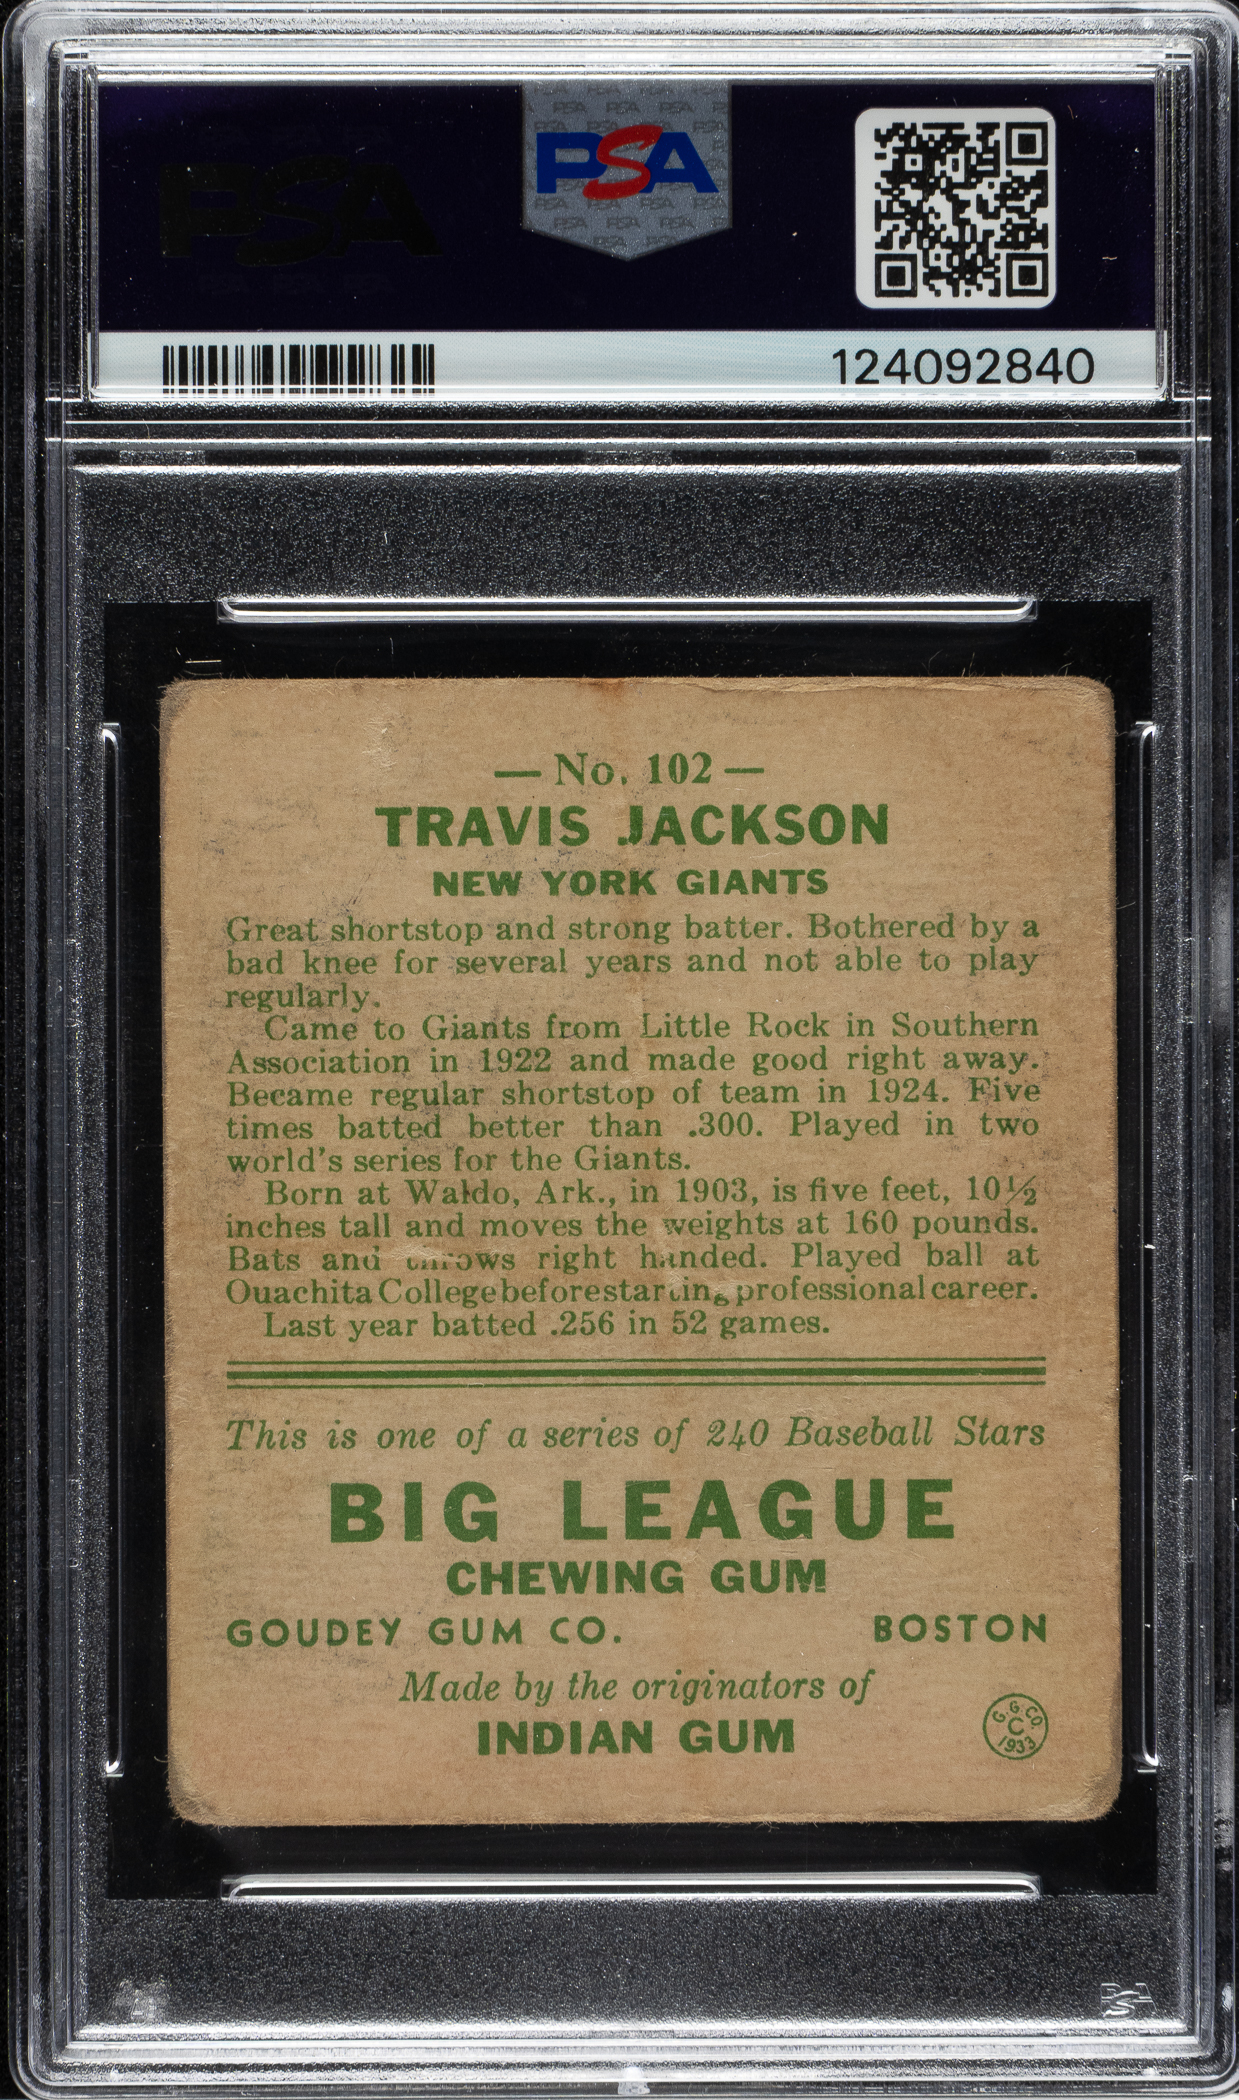 PSA
124092840
— No. 102 —
TRAVIS JACKSON
NEW YORK GIANTS
Great shortstop and strong batter. Bothered by a
bad knee for several years and not able to play
regularly.
Came to Giants from Little Rock in Southern
Association in 1922 and made good right away.
Became regular shortstop of team in 1924. Five
times batted better than .300. Played in two
world's series for the Giants.
Born at Waldo, Ark., in 1903, is five feet, 10½
inches tall and moves the weights at 160 pounds.
Bats and throws right handed. Played ball at
Ouachita College before starting professional career.
Last year batted .256 in 52 games.
This is one of a series of 240 Baseball Stars
BIG LEAGUE
CHEWING GUM
GOUDEY GUM CO. BOSTON
Made by the originators of
INDIAN GUM
G.G.CO.
C
1933